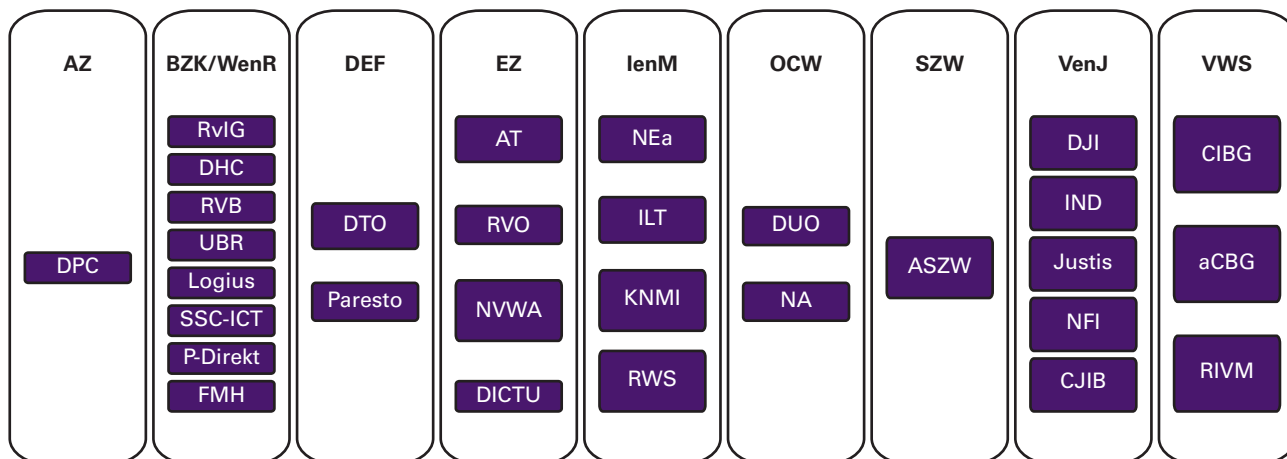 AZ
DPC
BZK/WenR
RvIG
DHC
RVB
UBR
Logius
SSC-ICT
P-Direkt
FMH
DEF
DTO
Paresto
EZ
AT
RVO
NVWA
DICTU
IenM
NEa
ILT
KNMI
RWS
OCW
DUO
NA
SZW
ASZW
VenJ
DJI
IND
Justis
NFI
CJIB
VWS
CIBG
aCBG
RIVM